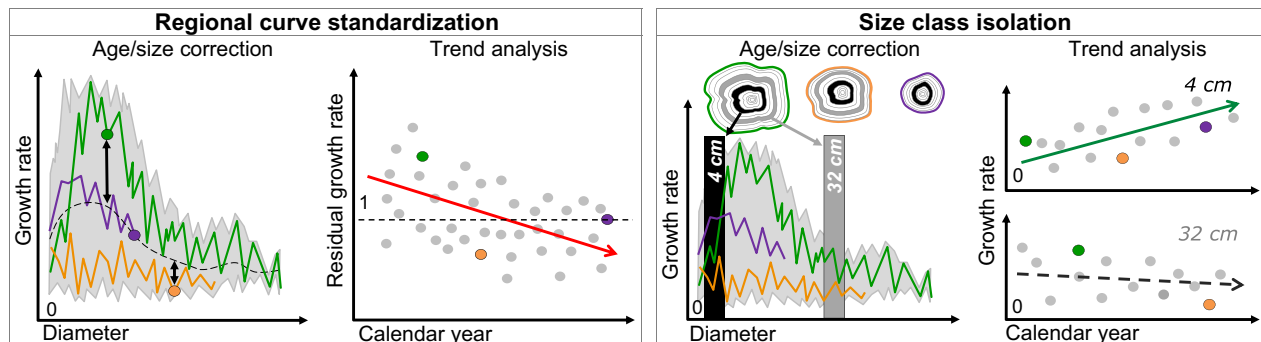 Regional curve standardization
Age/size correction
Trend analysis
Growth rate
0
Diameter
Residual growth rate
1
Calendar year
Size class isolation
Age/size correction
Trend analysis
Growth rate
4 cm
32 cm
0
Diameter
Growth rate
4 cm
0
32 cm
0
Calendar year